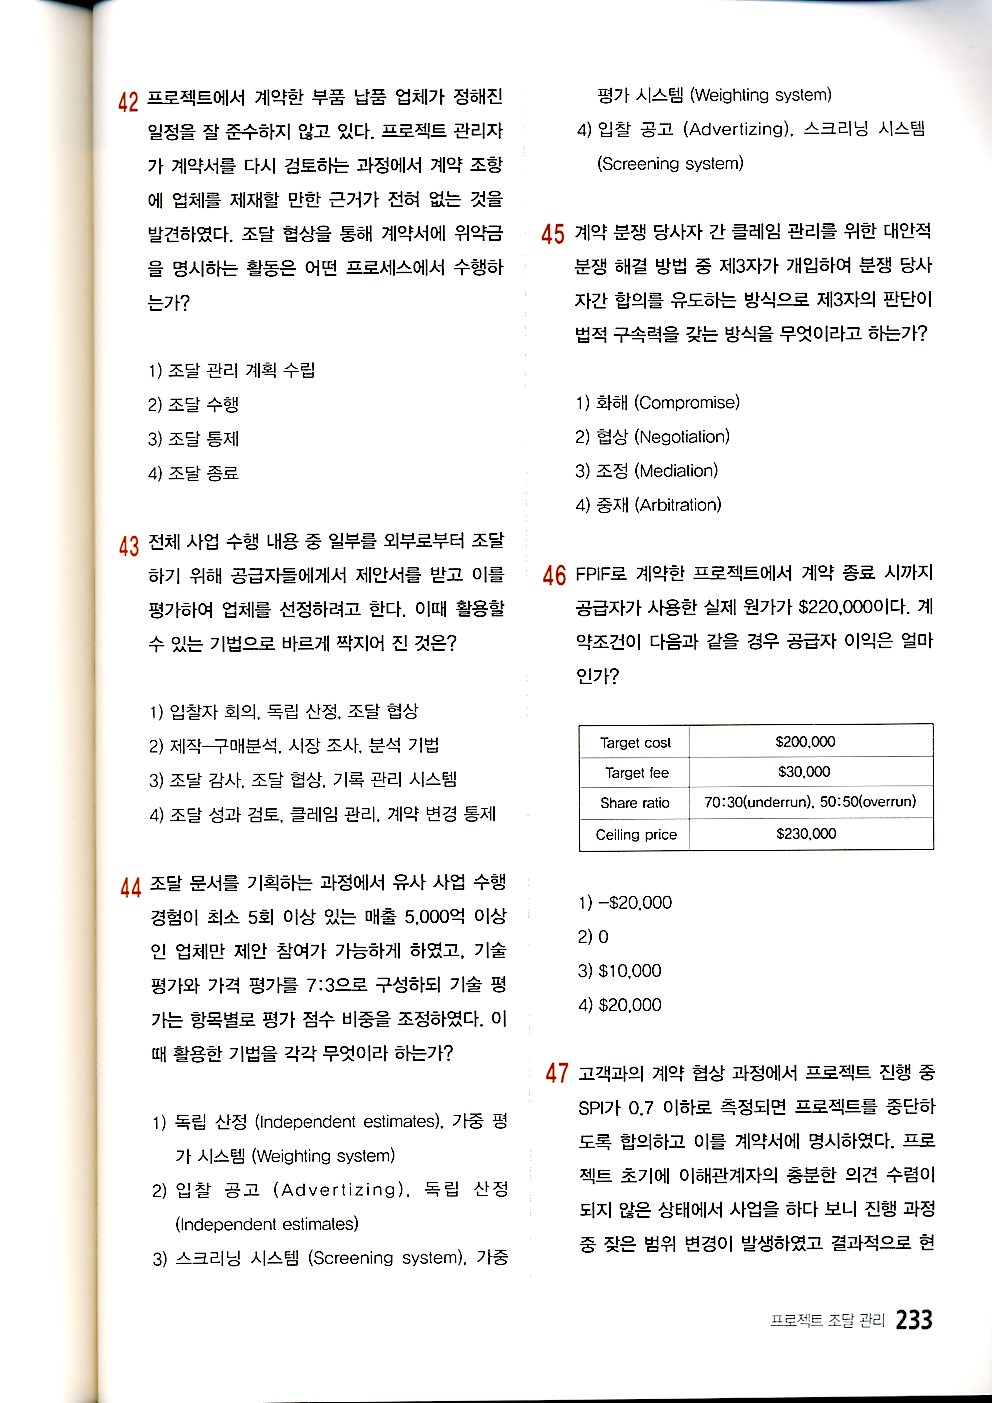 42 프로젝트에서 계약한 부품 납품 업체가 정해진
일정을 잘 준수하지 않고 있다. 프로젝트 관리자
가 계약서를 다시 검토하는 과정에서 계약 조항
에 업체를 제재할 만한 근거가 전혀 없는 것을
발견하였다. 조달 협상을 통해 계약서에 위약금
을 명시하는 활동은 어떤 프로세스에서 수행하
는가?
1) 조달 관리 계획 수립
2) 조달 수행
3) 조달 통제
4) 조달 종료
43 전체 사업 수행 내용 중 일부를 외부로부터 조달
하기 위해 공급자들에게서 제안서를 받고 이를
평가하여 업체를 선정하려고 한다. 이때 활용할
수 있는 기법으로 바르게 짝지어 진 것은?
1) 입찰자 회의, 독립 산정, 조달 협상
2) 제작–구매분석, 시장 조사, 분석 기법
3) 조달 감사, 조달 협상, 기록 관리 시스템
4) 조달 성과 검토, 클레임 관리, 계약 변경 통제
44 조달 문서를 기획하는 과정에서 유사 사업 수행
경험이 최소 5회 이상 있는 매출 5,000억 이상
인 업체만 제안 참여가 가능하게 하였고, 기술
평가와 가격 평가를 7:3으로 구성하되 기술 평
가는 항목별로 평가 점수 비중을 조정하였다. 이
때 활용한 기법을 각각 무엇이라 하는가?
1) 독립 산정 (Independent estimates), 가중 평
가 시스템 (Weighting system)
2) 입찰 공고 (Advertizing), 독립 산정
(Independent estimates)
3) 스크리닝 시스템 (Screening system), 가중
평가 시스템 (Weighting system)
4) 입찰 공고 (Advertizing), 스크리닝 시스템
(Screening system)
45 계약 분쟁 당사자 간 클레임 관리를 위한 대안적
분쟁 해결 방법 중 제3자가 개입하여 분쟁 당사
자간 합의를 유도하는 방식으로 제3자의 판단이
법적 구속력을 갖는 방식을 무엇이라고 하는가?
1) 화해 (Compromise)
2) 협상 (Negotiation)
3) 조정 (Mediation)
4) 중재 (Arbitration)
46 FPIF로 계약한 프로젝트에서 계약 종료 시까지
공급자가 사용한 실제 원가가 $220,000이다. 계
약조건이 다음과 같을 경우 공급자 이익은 얼마
인가?
Target cost $200,000
Target fee $30,000
Share ratio 70:30(underrun), 50:50(overrun)
Ceiling price $230,000
1) –$20,000
2) 0
3) $10,000
4) $20,000
47 고객과의 계약 협상 과정에서 프로젝트 진행 중
SPI가 0.7 이하로 측정되면 프로젝트를 중단하
도록 합의하고 이를 계약서에 명시하였다. 프로
젝트 초기에 이해관계자의 충분한 의견 수렴이
되지 않은 상태에서 사업을 하다 보니 진행 과정
중 잦은 범위 변경이 발생하였고 결과적으로 현
프로젝트 조달 관리 233